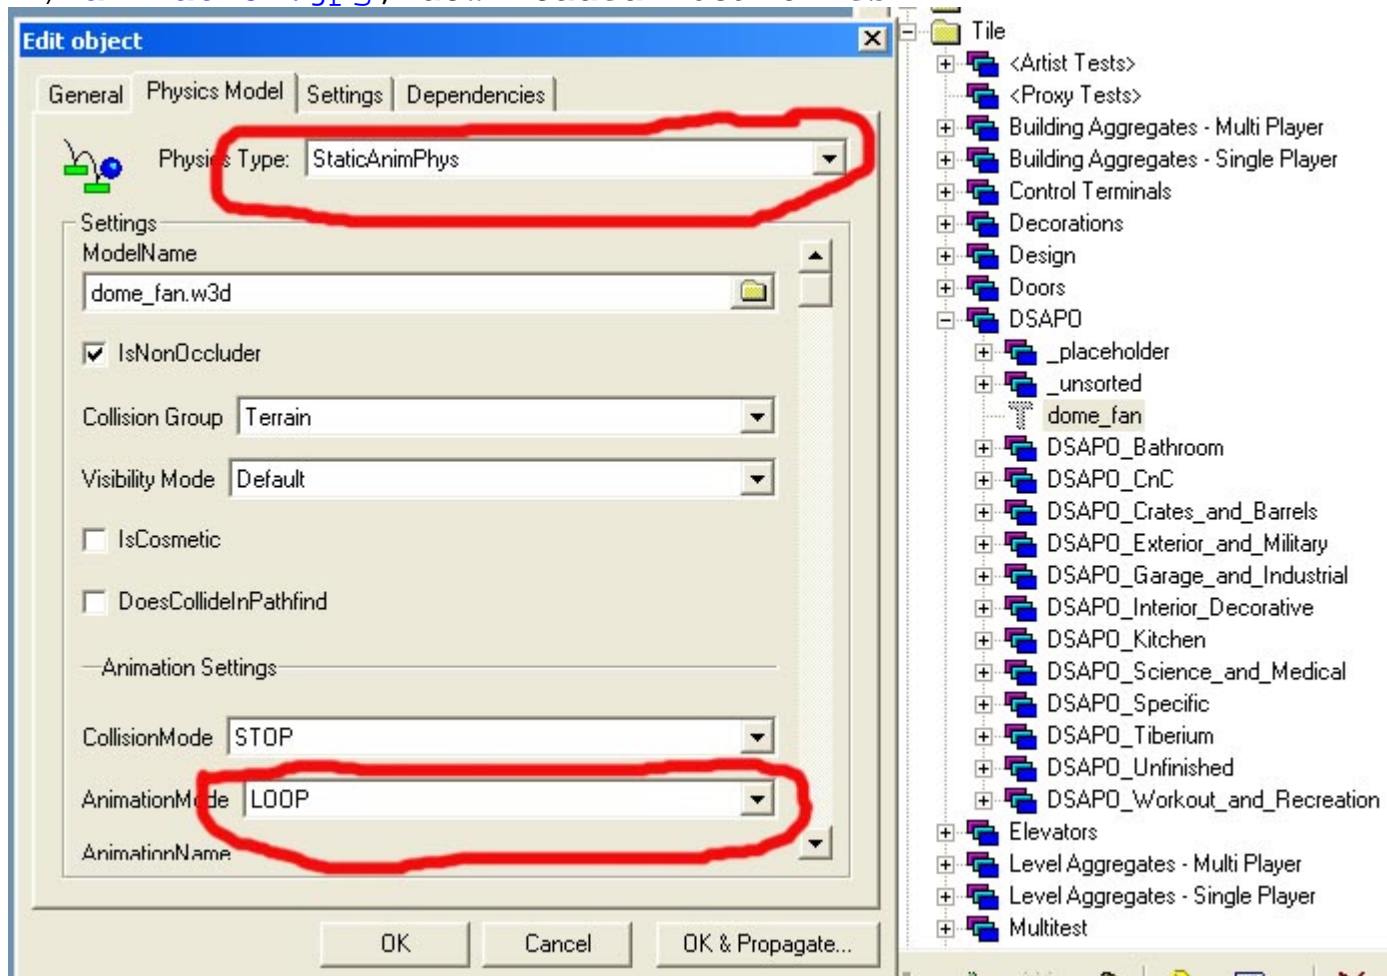 Edit object
General
Physics Model
Settings
Dependencies
Physics Type:
StaticAnimPhys
Settings
ModelName
dome_fan.w3d
IsNonOccluder
Collision Group
Terrain
Visibility Mode
Default
IsCosmetic
DoesCollideInPathfind
Animation Settings
CollisionMode
STOP
AnimationMode
LOOP
AnimationName
OK
Cancel
OK & Propagate...
Tile
<Artist Tests>
<Proxy Tests>
Building Aggregates - Multi Player
Building Aggregates - Single Player
Control Terminals
Decorations
Design
Doors
DSAPO
_placeholder
_unsorted
dome_fan
DSAPO_Bathroom
DSAPO_CnC
DSAPO_Crates_and_Barrels
DSAPO_Exterior_and_Military
DSAPO_Garage_and_Industrial
DSAPO_Interior_Decorative
DSAPO_Kitchen
DSAPO_Science_and_Medical
DSAPO_Specific
DSAPO_Tiberium
DSAPO_Unfinished
DSAPO_Workout_and_Recreation
Elevators
Level Aggregates - Multi Player
Level Aggregates - Single Player
Multitest